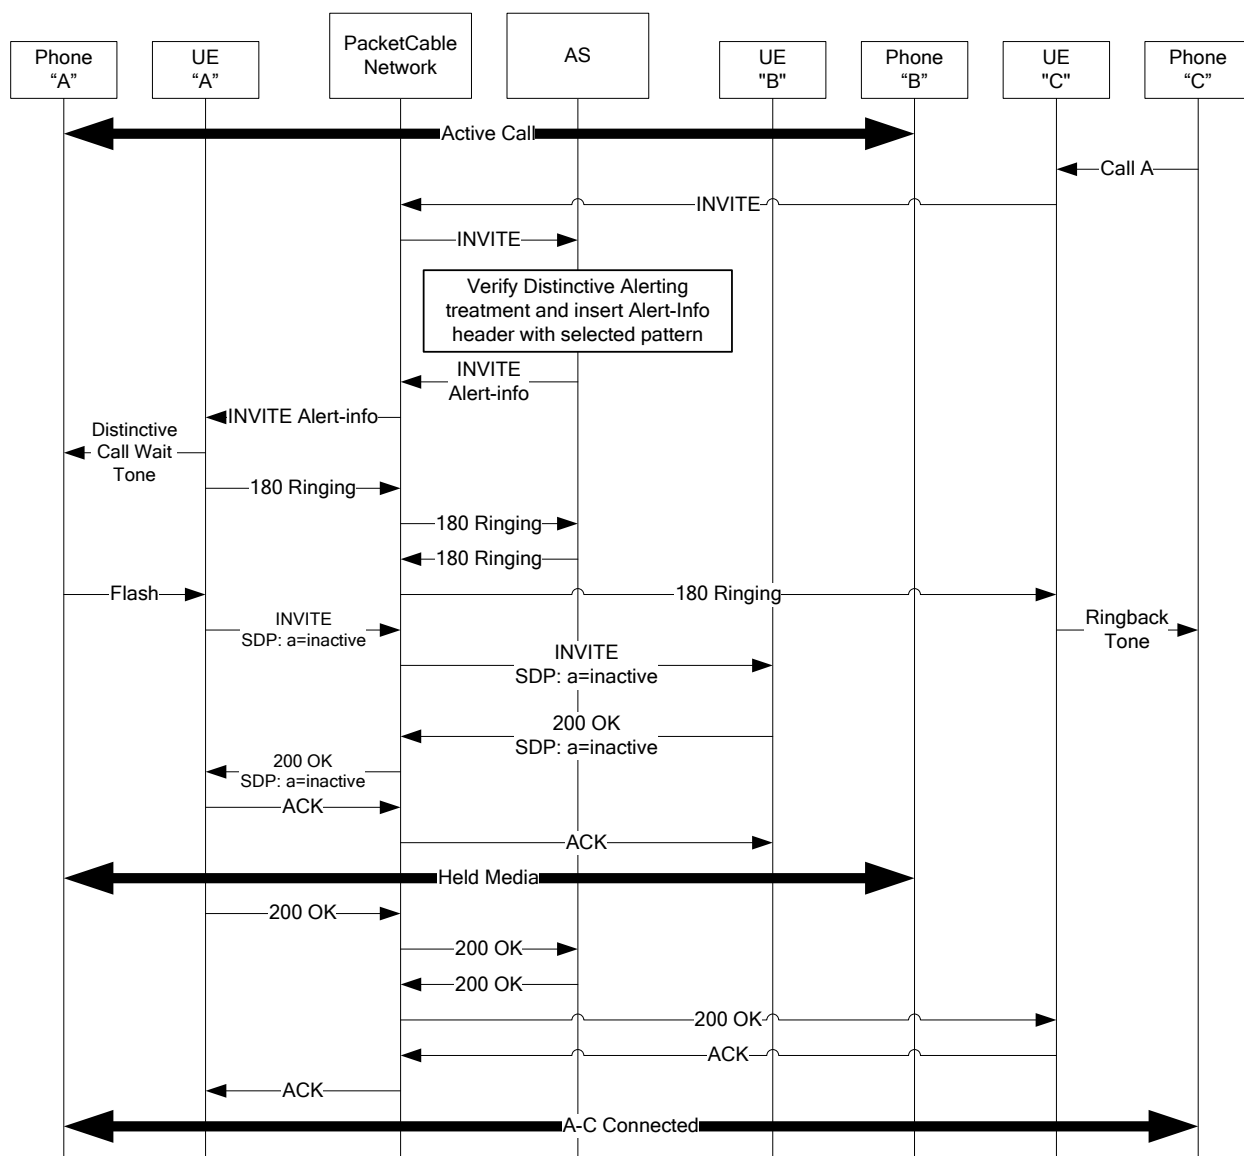 Phone
“A”
UE
“A”
PacketCable
Network
AS
UE
"B"
Phone
“B”
UE
"C"
Phone
“C”
Active Call
Call A
INVITE
INVITE
Verify Distinctive Alerting
treatment and insert Alert-Info
header with selected pattern
INVITE
Alert-info
INVITE Alert-info
Distinctive
Call Wait
Tone
180 Ringing
180 Ringing
180 Ringing
Flash
180 Ringing
INVITE
SDP: a=inactive
Ringback
Tone
INVITE
SDP: a=inactive
200 OK
SDP: a=inactive
200 OK
SDP: a=inactive
ACK
ACK
Held Media
200 OK
200 OK
200 OK
200 OK
ACK
ACK
A-C Connected